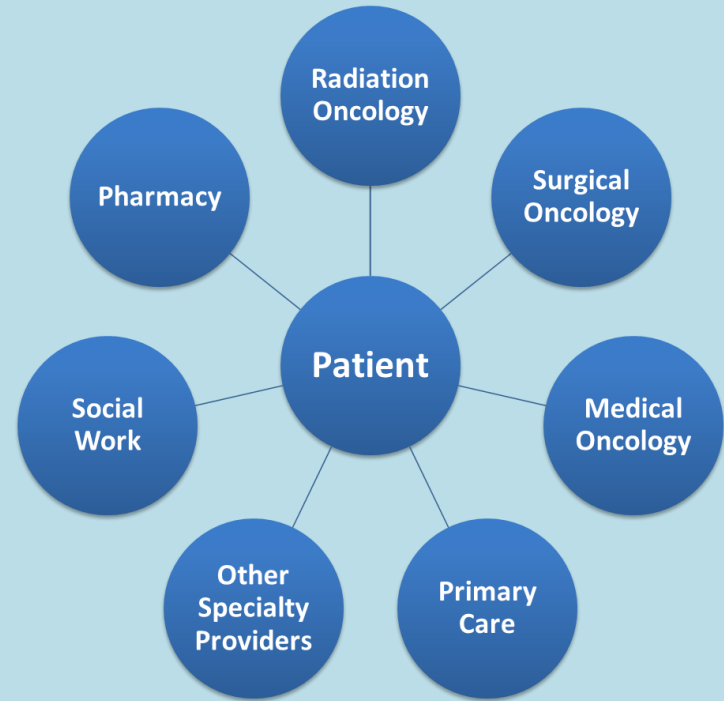 Radiation
Oncology
Surgical
Oncology
Medical
Oncology
Primary
Care
Other
Specialty
Providers
Social
Work
Pharmacy
Patient